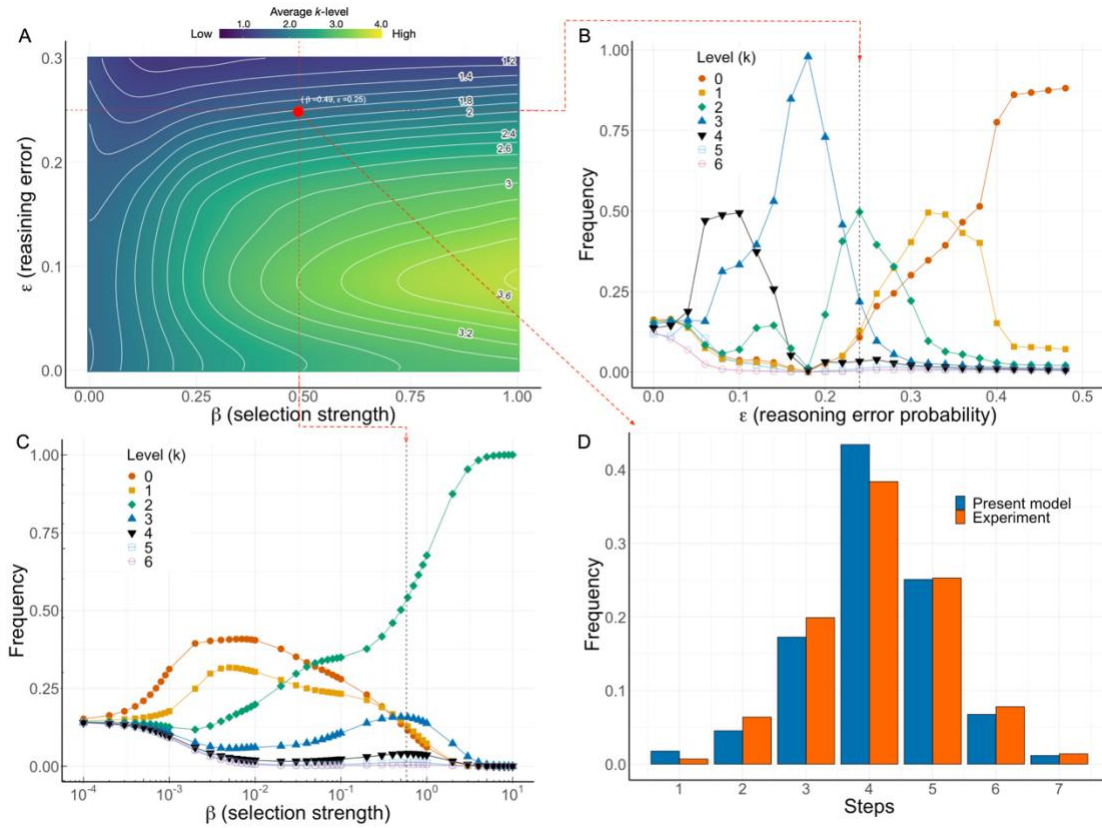 A
Average k-level
1.0 2.0 3.0 4.0
Low High
ε (reasining error)
0.3
0.2
0.1
0.0
1.2
1.4
1.8
2
2.4
2.6
3
3.6
3.2
( β =0.49, ε =0.25)
0.00 0.25 0.50 0.75 1.00
β (selection strength)
B
Level (k)
0
1
2
3
4
5
6
Frequency
1.00
0.75
0.50
0.25
0.00
0.0 0.1 0.2 0.3 0.4 0.5
ε (reasoning error probability)
C
Level (k)
0
1
2
3
4
5
6
Frequency
1.00
0.75
0.50
0.25
0.00
10⁻⁴ 10⁻³ 10⁻² 10⁻¹ 10⁰ 10¹
β (selection strength)
D
Present model
Experiment
Frequency
0.4
0.3
0.2
0.1
0.0
1 2 3 4 5 6 7
Steps